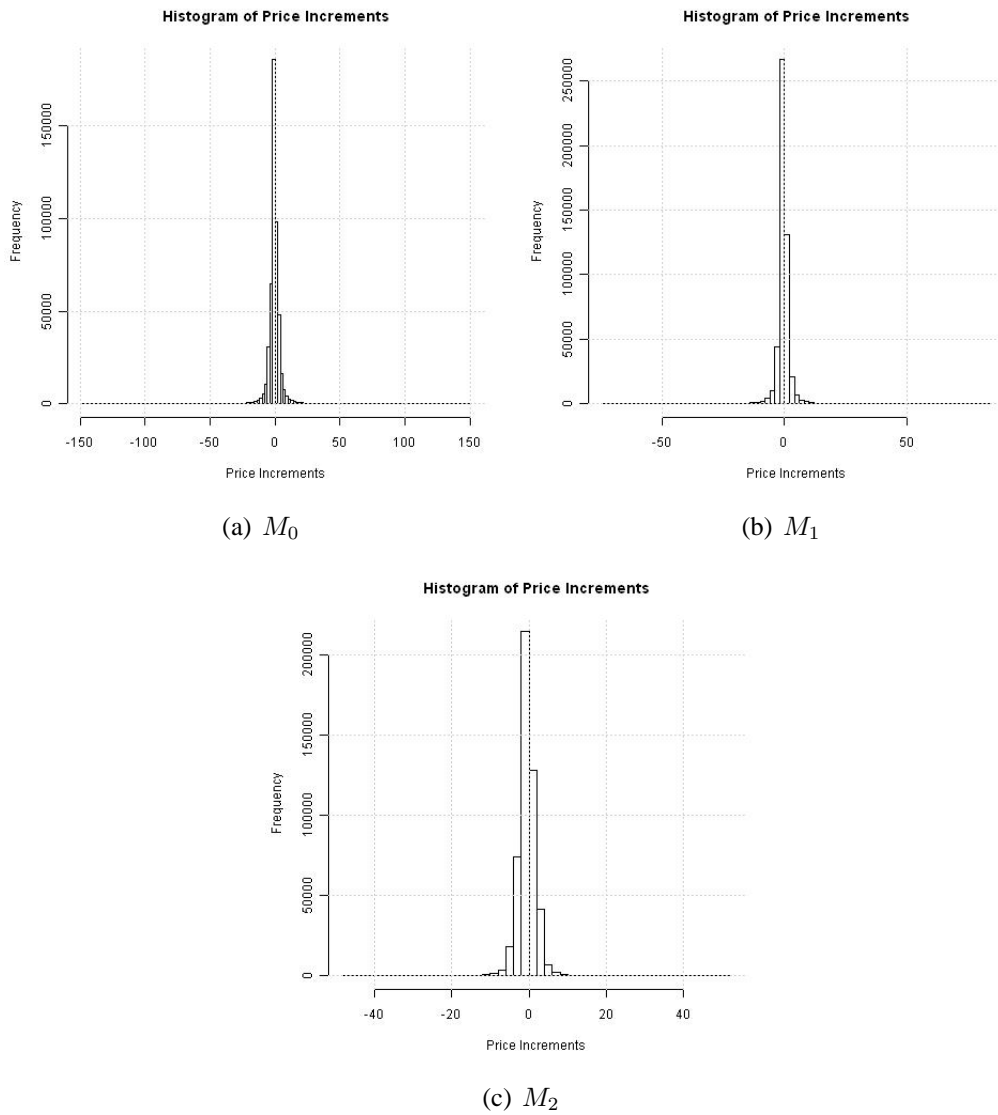 Histogram of Price Increments
Frequency
150000
100000
50000
0
-150 -100 -50 0 50 100 150
Price Increments
(a) M₀
Histogram of Price Increments
Frequency
250000
200000
150000
100000
50000
0
-50 0 50
Price Increments
(b) M₁
Histogram of Price Increments
Frequency
200000
150000
100000
50000
0
-40 -20 0 20 40
Price Increments
(c) M₂